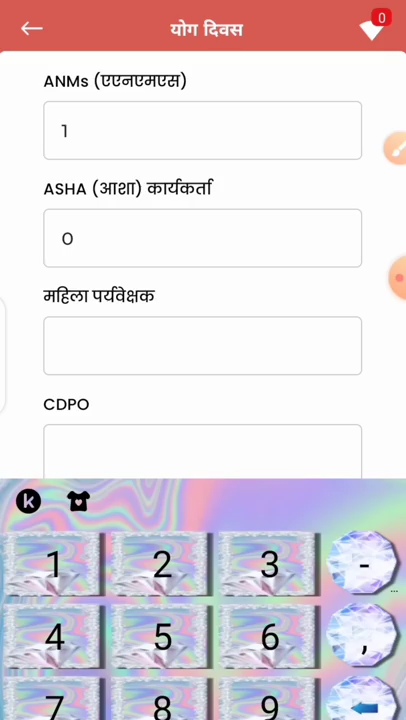 योग दिवस
0
ANMs (एएनएमएस)
1
ASHA (आशा) कार्यकर्ता
0
महिला पर्यवेक्षक
CDPO
k
1 2 3 -
...
4 5 6 ,
7 8 9